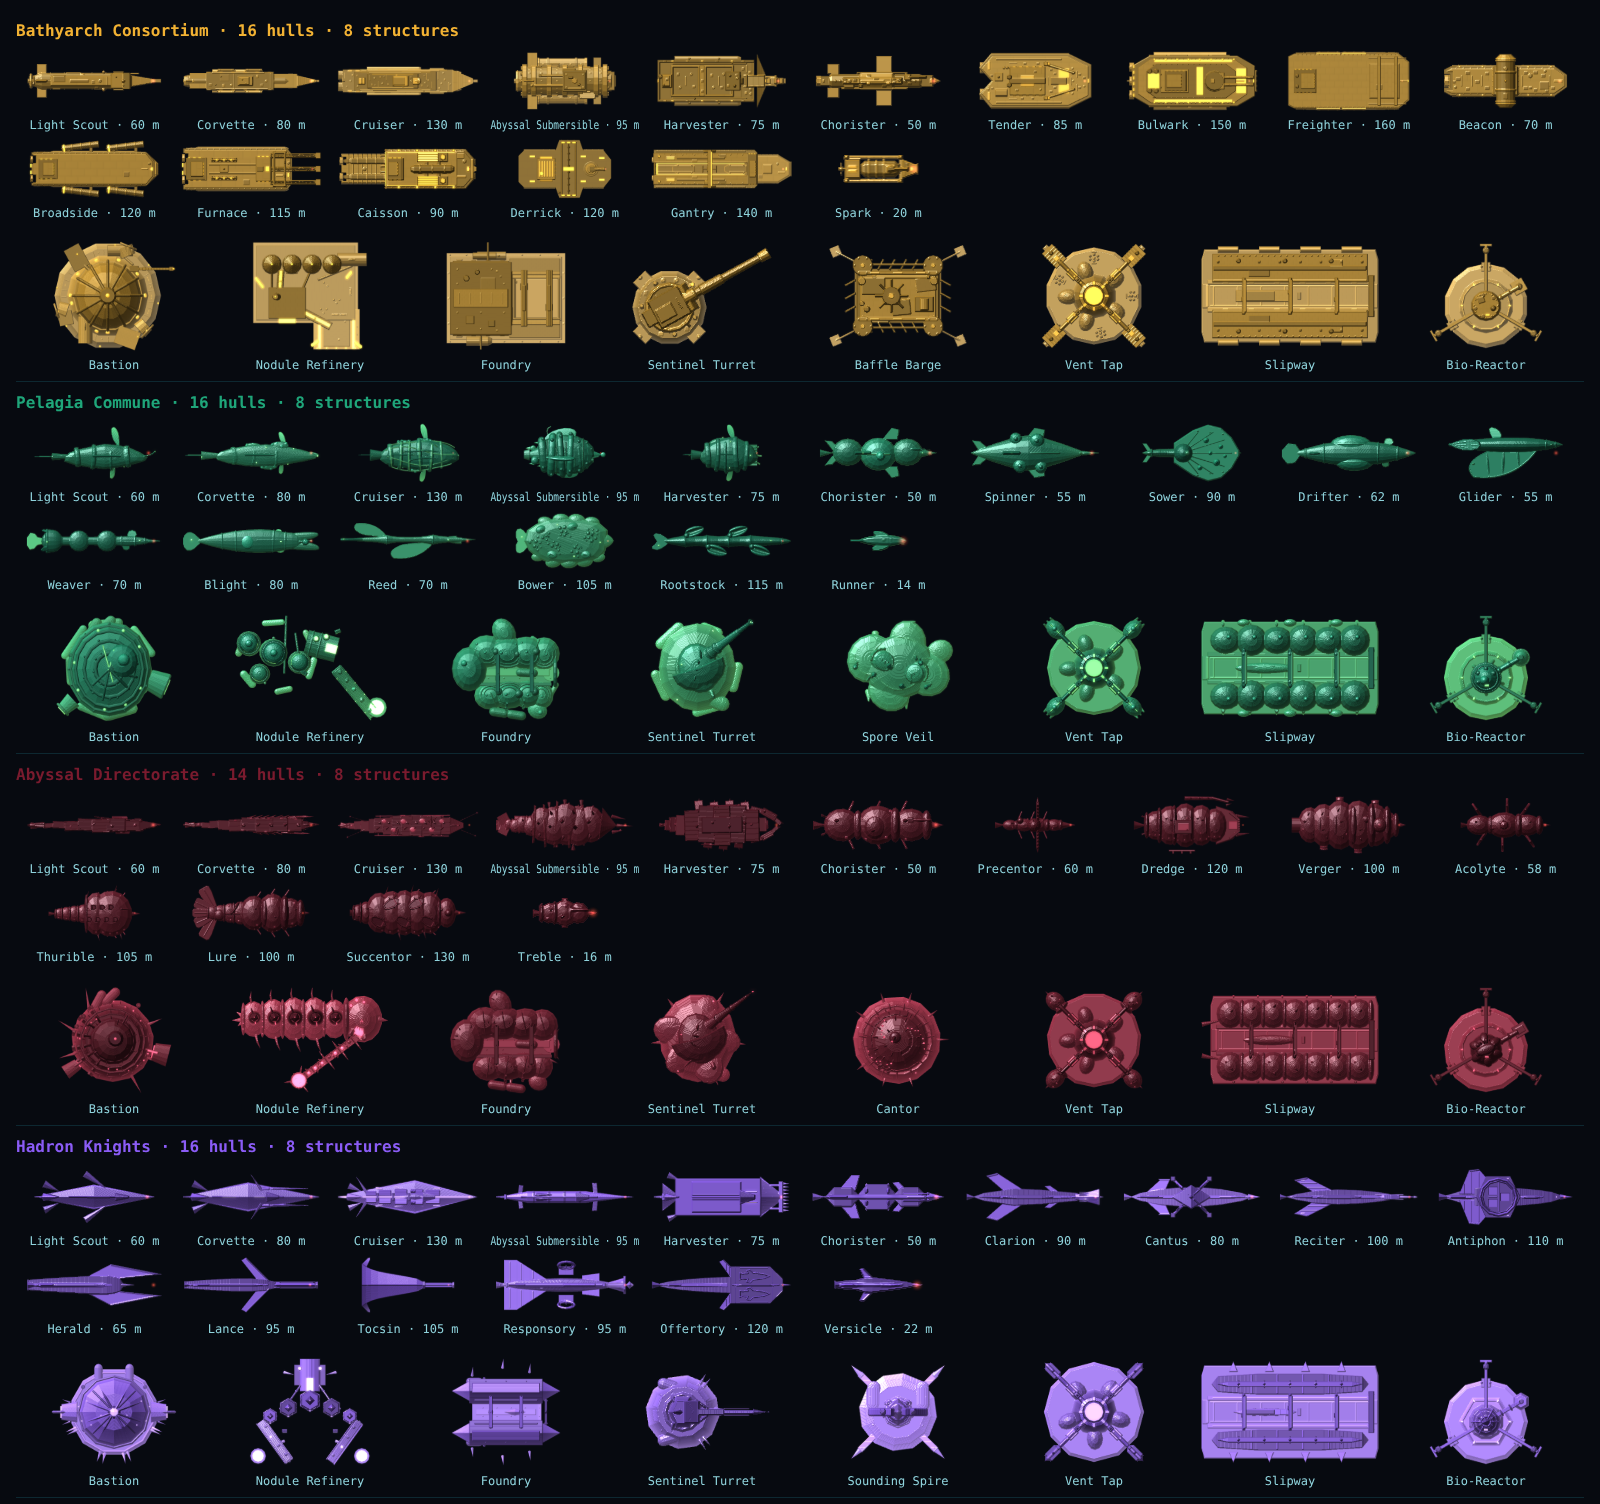 Bathyarch Consortium · 16 hulls · 8 structures
Light Scout · 60 m Corvette · 80 m Cruiser · 130 m Abyssal Submersible · 95 m Harvester · 75 m Chorister · 50 m Tender · 85 m Bulwark · 150 m Freighter · 160 m Beacon · 70 m
Broadside · 120 m Furnace · 115 m Caisson · 90 m Derrick · 120 m Gantry · 140 m Spark · 20 m
Bastion Nodule Refinery Foundry Sentinel Turret Baffle Barge Vent Tap Slipway Bio-Reactor
Pelagia Commune · 16 hulls · 8 structures
Light Scout · 60 m Corvette · 80 m Cruiser · 130 m Abyssal Submersible · 95 m Harvester · 75 m Chorister · 50 m Spinner · 55 m Sower · 90 m Drifter · 62 m Glider · 55 m
Weaver · 70 m Blight · 80 m Reed · 70 m Bower · 105 m Rootstock · 115 m Runner · 14 m
Bastion Nodule Refinery Foundry Sentinel Turret Spore Veil Vent Tap Slipway Bio-Reactor
Abyssal Directorate · 14 hulls · 8 structures
Light Scout · 60 m Corvette · 80 m Cruiser · 130 m Abyssal Submersible · 95 m Harvester · 75 m Chorister · 50 m Precentor · 60 m Dredge · 120 m Verger · 100 m Acolyte · 58 m
Thurible · 105 m Lure · 100 m Succentor · 130 m Treble · 16 m
Bastion Nodule Refinery Foundry Sentinel Turret Cantor Vent Tap Slipway Bio-Reactor
Hadron Knights · 16 hulls · 8 structures
Light Scout · 60 m Corvette · 80 m Cruiser · 130 m Abyssal Submersible · 95 m Harvester · 75 m Chorister · 50 m Clarion · 90 m Cantus · 80 m Reciter · 100 m Antiphon · 110 m
Herald · 65 m Lance · 95 m Tocsin · 105 m Responsory · 95 m Offertory · 120 m Versicle · 22 m
Bastion Nodule Refinery Foundry Sentinel Turret Sounding Spire Vent Tap Slipway Bio-Reactor